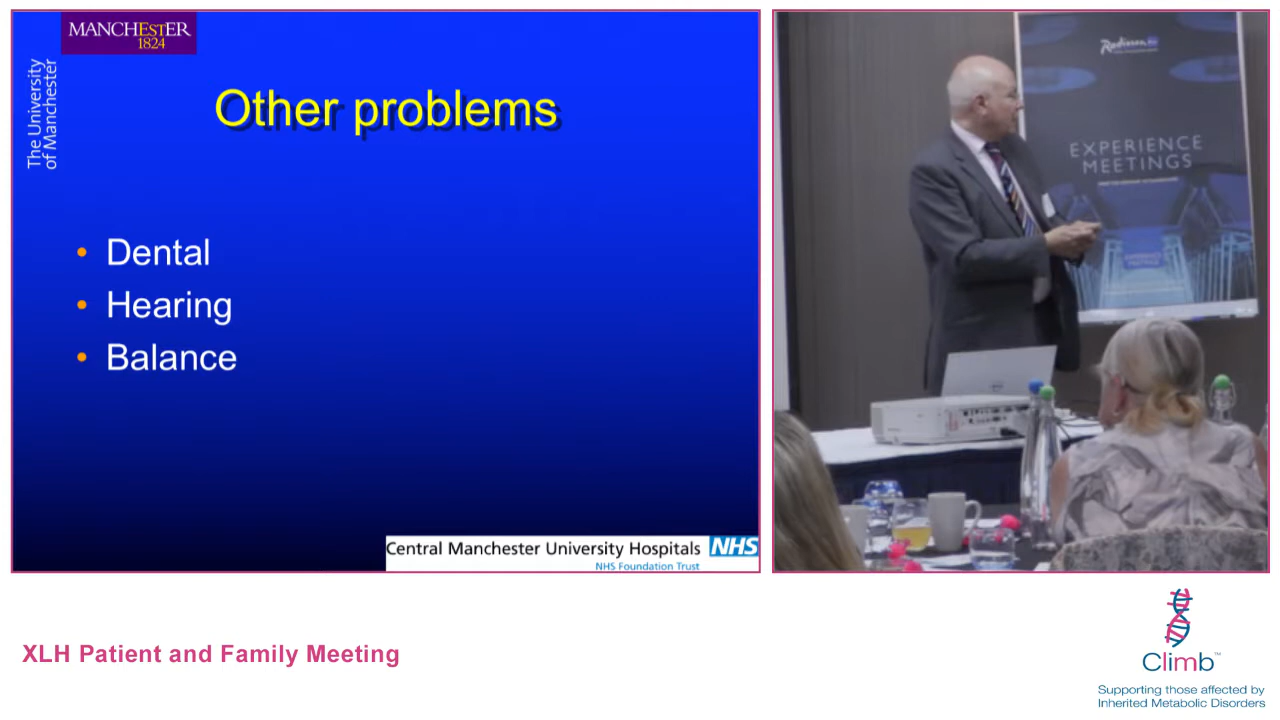 MANCHESTER
1824
The University
of Manchester
Other problems
• Dental
• Hearing
• Balance
Central Manchester University Hospitals NHS
NHS Foundation Trust
Radisson
EXPERIENCE
MEETINGS
XLH Patient and Family Meeting
Climb™
Supporting those affected by
Inherited Metabolic Disorders